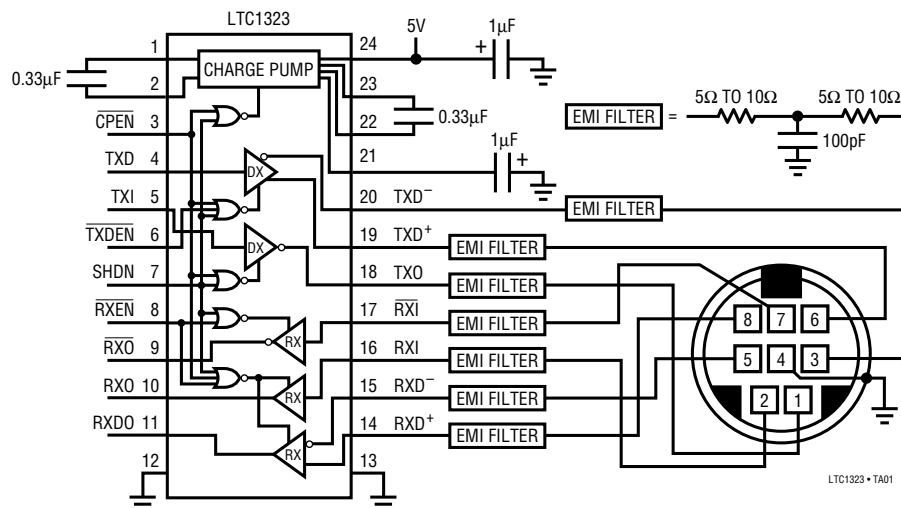 LTC1323
1
0.33µF
2
CHARGE PUMP
24
5V
1µF
+
23
0.33µF
22
EMI FILTER
=
5Ω TO 10Ω
5Ω TO 10Ω
100pF
CPEN
3
TXD 4
DX
21
1µF
+
20 TXD–
EMI FILTER
TXI 5
19 TXD+
EMI FILTER
TXDEN
6
DX
18 TXO
EMI FILTER
SHDN
7
17 RXI
EMI FILTER
RXEN 8
RX
RXO 9
16 RXI
EMI FILTER
RXO 10
RX
15 RXD–
EMI FILTER
RXDO 11
RX
14 RXD+
EMI FILTER
12
13
8 7 6
5 4 3
2 1
LTC1323 • TA01